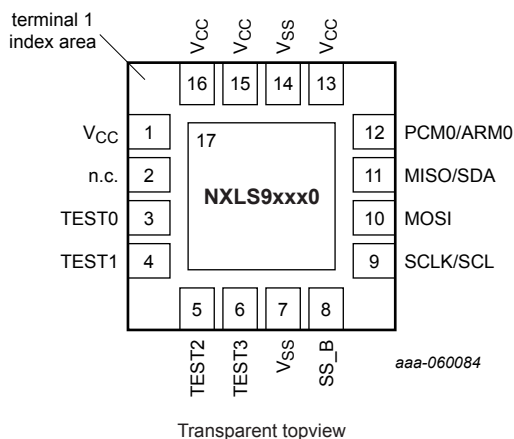 terminal 1
index area
VCC
VCC
VSS
VCC
16
15
14
13
VCC
1
17
12
PCM0/ARM0
n.c.
2
NXLS9xxx0
11
MISO/SDA
TEST0
3
10
MOSI
TEST1
4
9
SCLK/SCL
5
6
7
8
TEST2
TEST3
VSS
SS_B
aaa-060084
Transparent topview